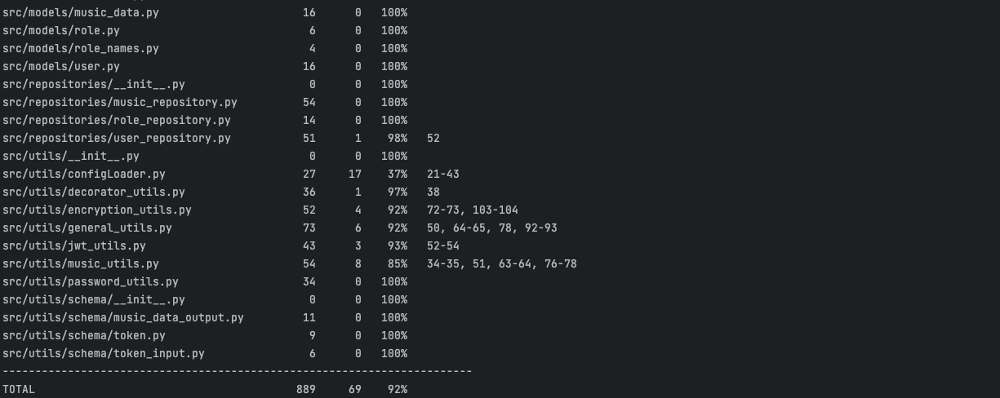 src/models/music_data.py 16 0 100%
src/models/role.py 6 0 100%
src/models/role_names.py 4 0 100%
src/models/user.py 16 0 100%
src/repositories/__init__.py 0 0 100%
src/repositories/music_repository.py 54 0 100%
src/repositories/role_repository.py 14 0 100%
src/repositories/user_repository.py 51 1 98% 52
src/utils/__init__.py 0 0 100%
src/utils/configLoader.py 27 17 37% 21-43
src/utils/decorator_utils.py 36 1 97% 38
src/utils/encryption_utils.py 52 4 92% 72-73, 103-104
src/utils/general_utils.py 73 6 92% 50, 64-65, 78, 92-93
src/utils/jwt_utils.py 43 3 93% 52-54
src/utils/music_utils.py 54 8 85% 34-35, 51, 63-64, 76-78
src/utils/password_utils.py 34 0 100%
src/utils/schema/__init__.py 0 0 100%
src/utils/schema/music_data_output.py 11 0 100%
src/utils/schema/token.py 9 0 100%
src/utils/schema/token_input.py 6 0 100%
------------------------------------------------------------------------
TOTAL 889 69 92%